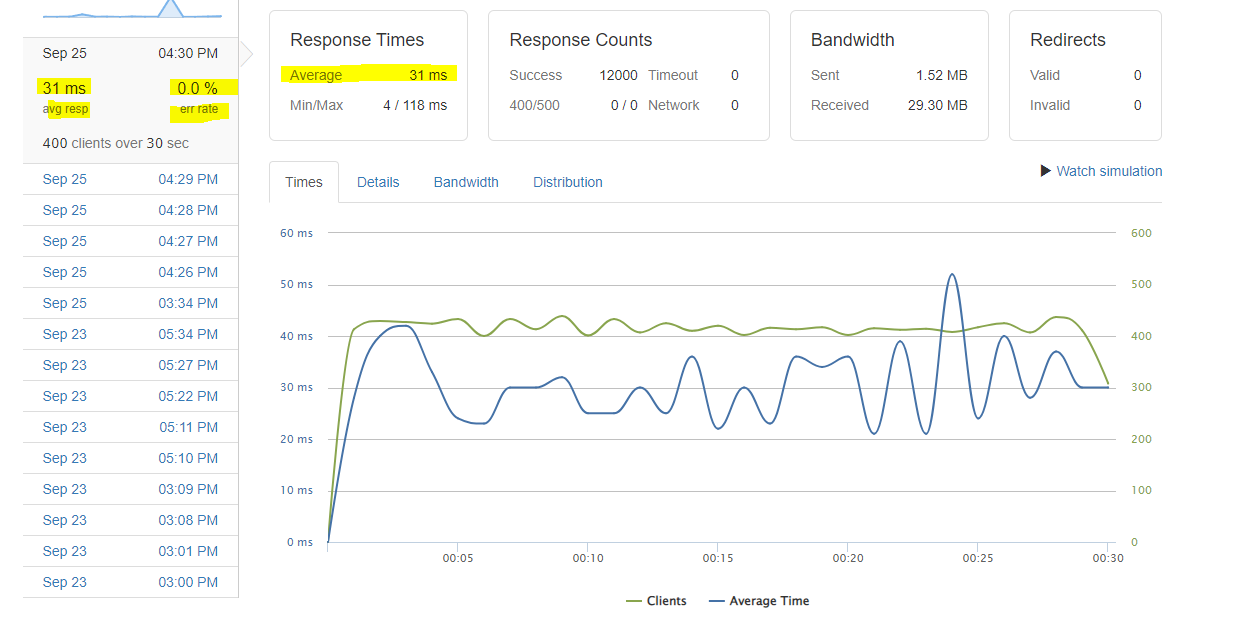 Sep 25 04:30 PM
31 ms 0.0 %
avg resp err rate
400 clients over 30 sec
Sep 25 04:29 PM
Sep 25 04:28 PM
Sep 25 04:27 PM
Sep 25 04:26 PM
Sep 25 03:34 PM
Sep 23 05:34 PM
Sep 23 05:27 PM
Sep 23 05:22 PM
Sep 23 05:11 PM
Sep 23 05:10 PM
Sep 23 03:09 PM
Sep 23 03:08 PM
Sep 23 03:01 PM
Sep 23 03:00 PM
Response Times
Average 31 ms
Min/Max 4 / 118 ms
Response Counts
Success 12000 Timeout 0
400/500 0 / 0 Network 0
Bandwidth
Sent 1.52 MB
Received 29.30 MB
Redirects
Valid 0
Invalid 0
Times Details Bandwidth Distribution
Watch simulation
60 ms 600
50 ms 500
40 ms 400
30 ms 300
20 ms 200
10 ms 100
0 ms 0
00:05 00:10 00:15 00:20 00:25 00:30
Clients Average Time